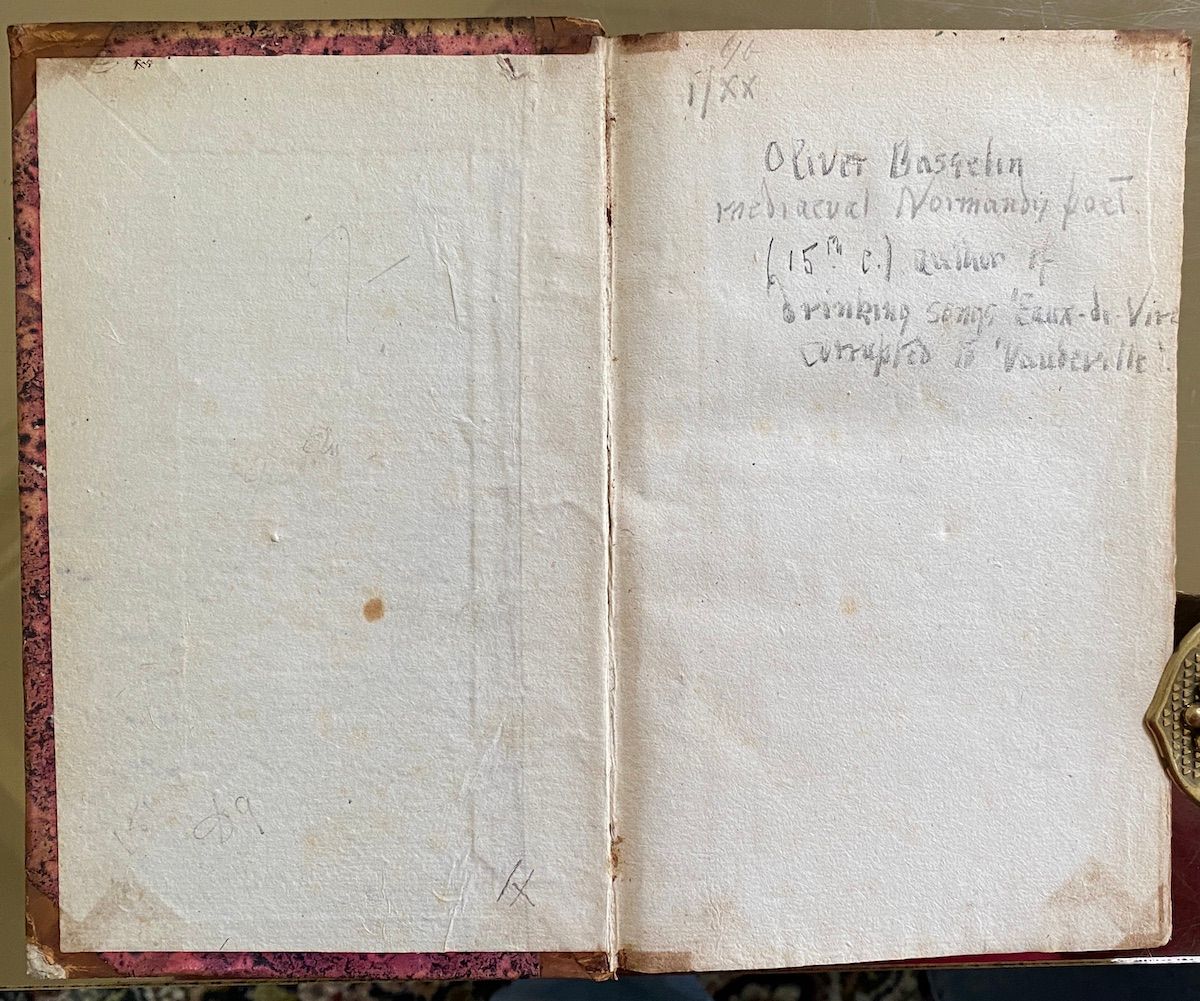 1/xx
Oliver Basselin
mediaeval Normandy poet.
(15th c.) author of
drinking songs 'Eaux-de-Vire
corrupted to 'Vaudeville'.